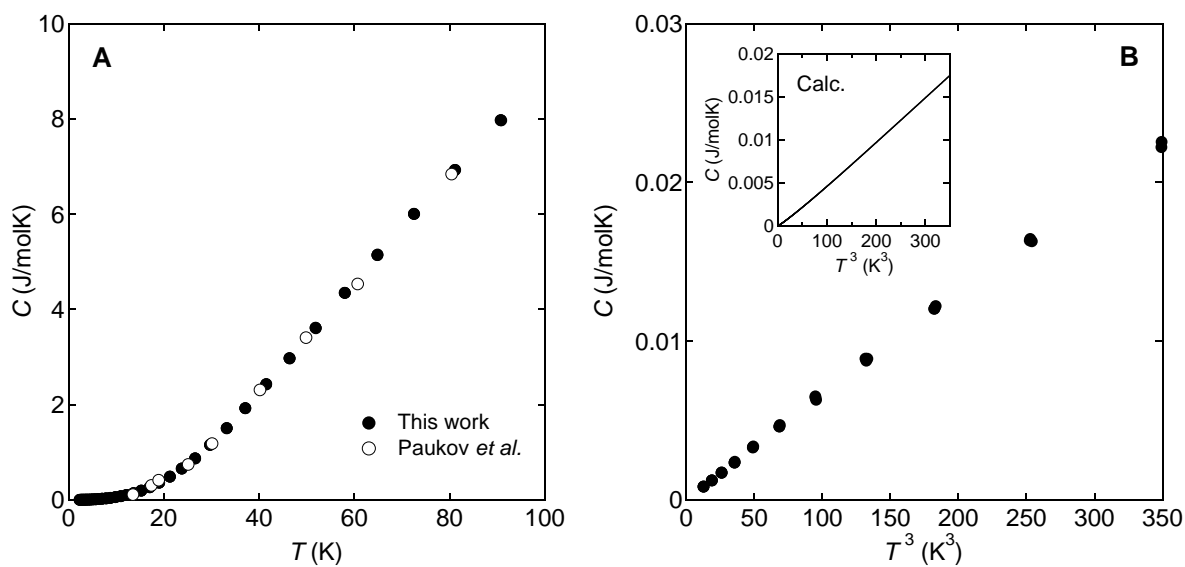 A
10
8
6
4
2
0
C (J/molK)
0 20 40 60 80 100
T (K)
This work
Paukov et al.
B
0.03
0.02
0.01
0
C (J/molK)
0 50 100 150 200 250 300 350
T³ (K³)
Calc.
0.02
0.015
0.01
0.005
0
C (J/molK)
0 100 200 300
T³ (K³)